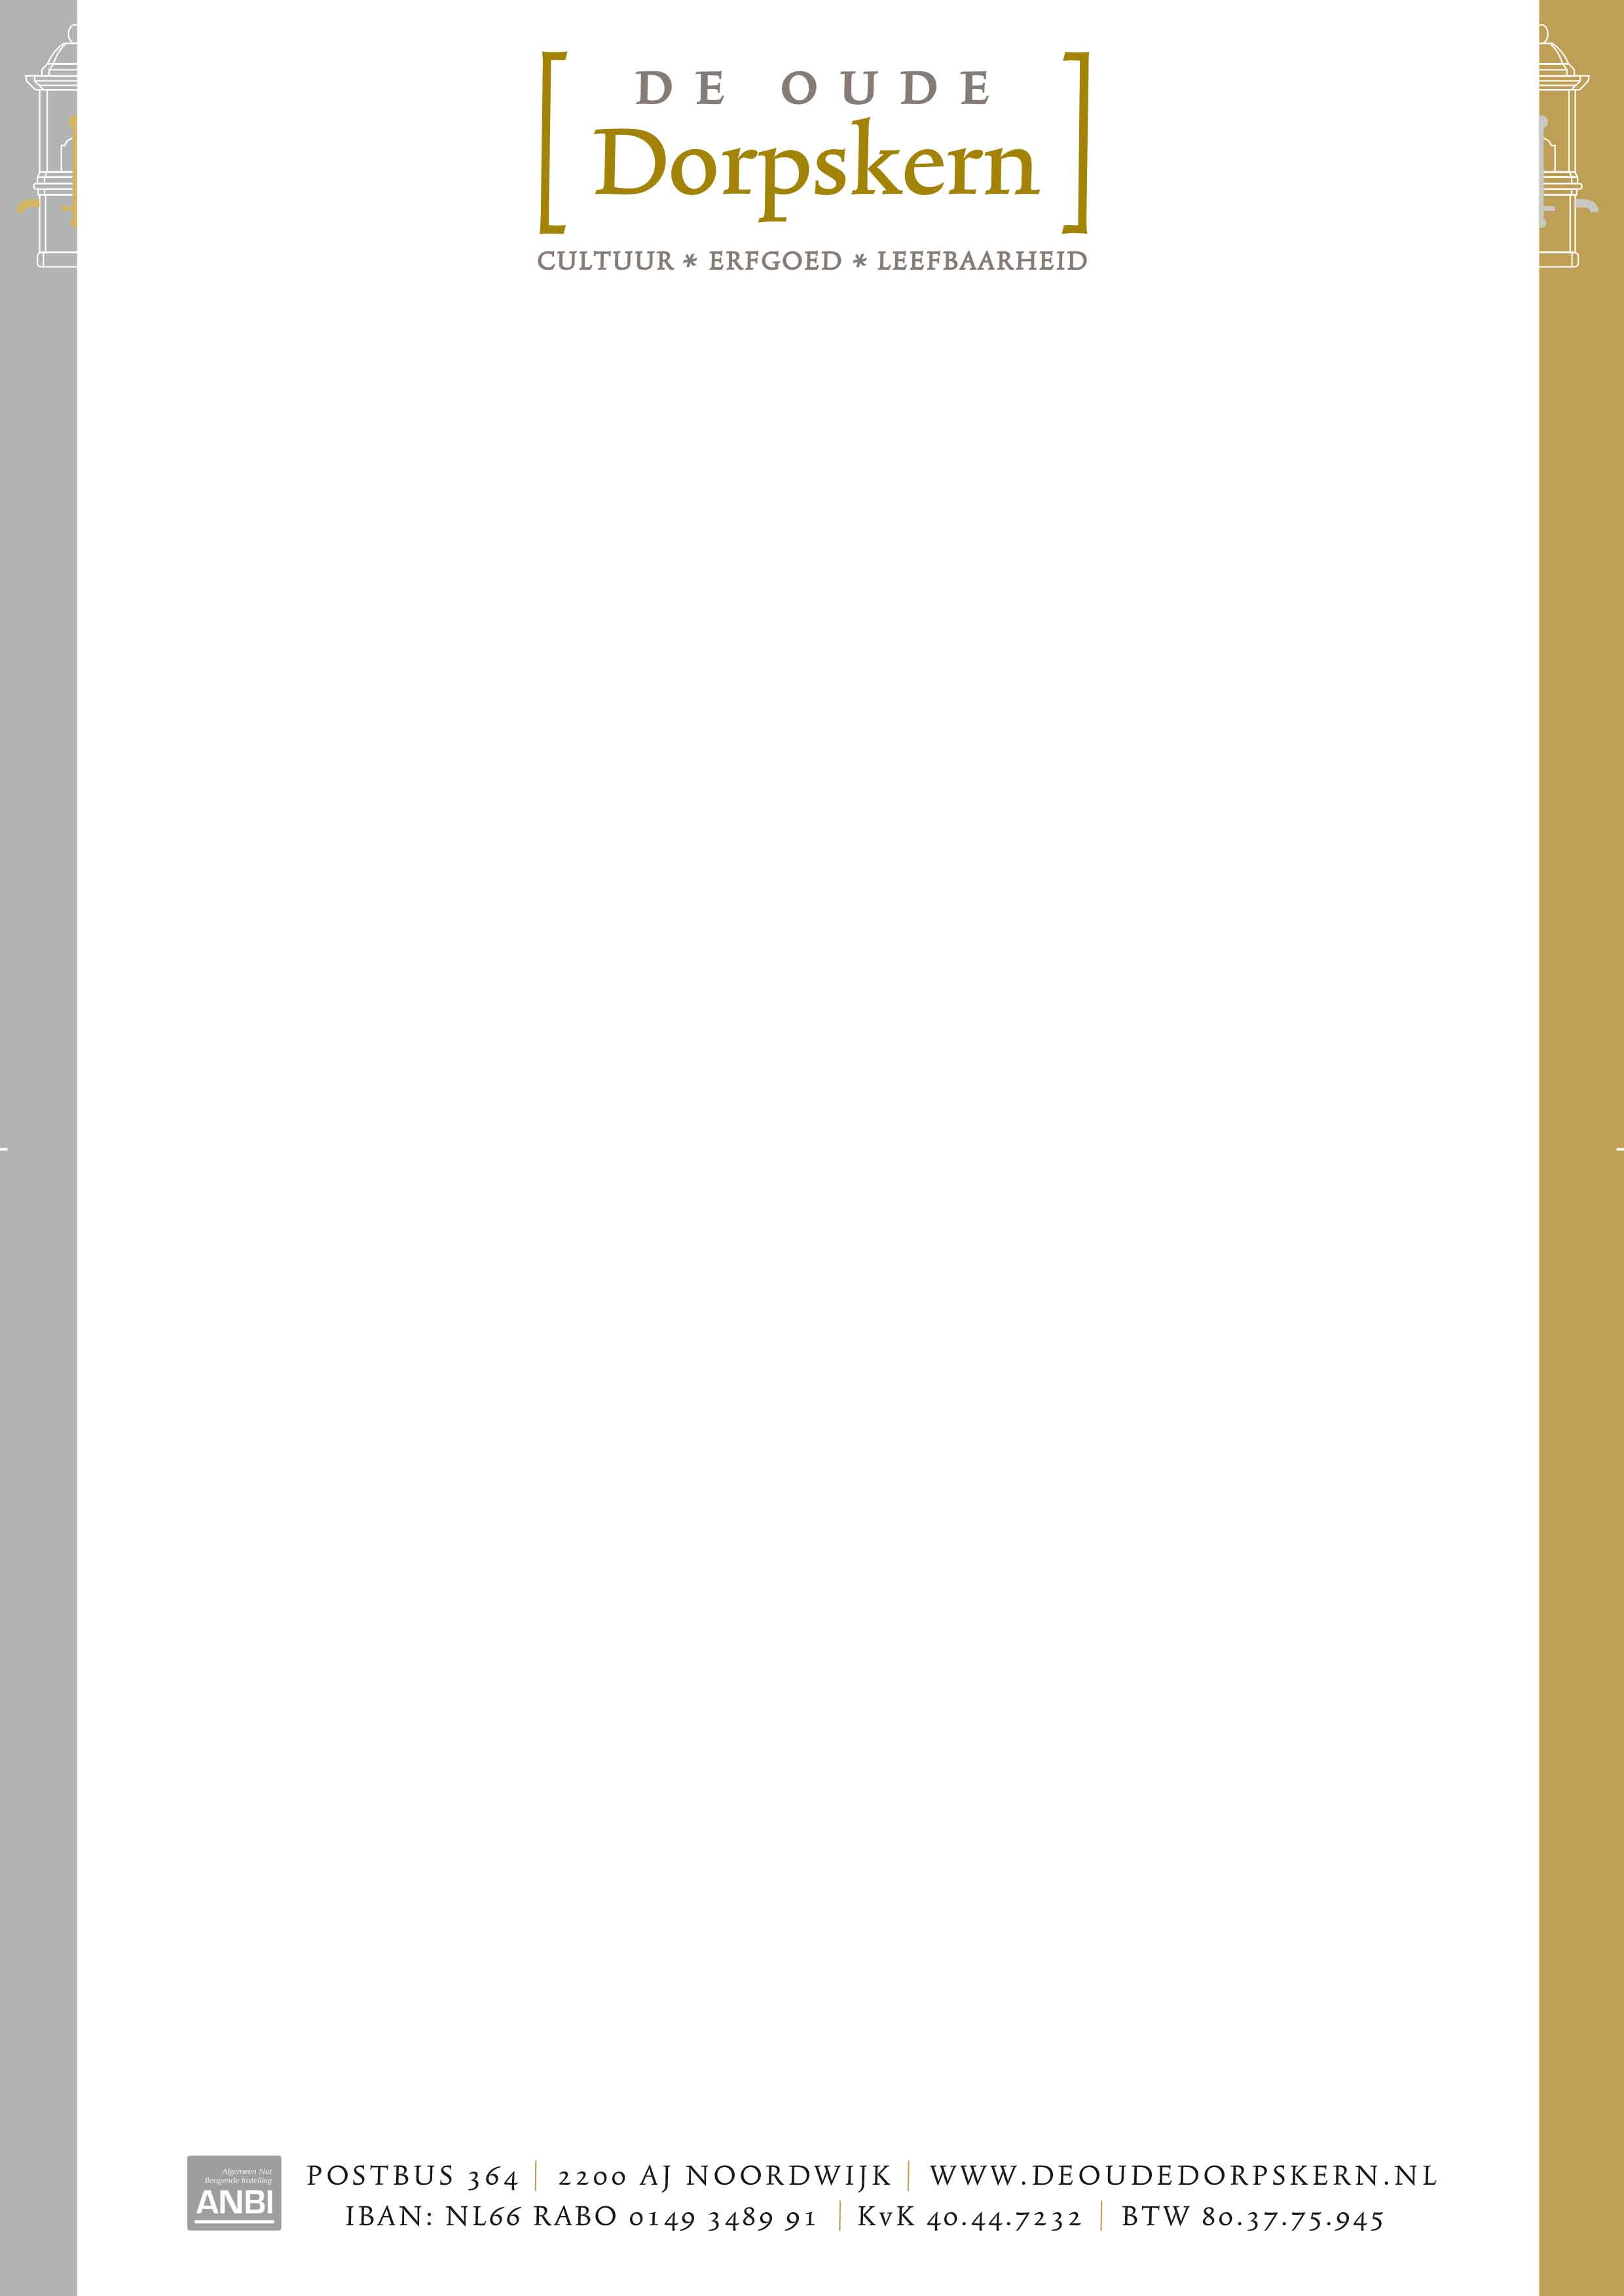 DE OUDE
Dorpskern
CULTUUR * ERFGOED * LEEFBAARHEID
Algemeen Nut
Beogende Instelling
ANBI
POSTBUS 364 | 2200 AJ NOORDWIJK | WWW.DEOUDEDORPSKERN.NL
IBAN: NL66 RABO 0149 3489 91 | KvK 40.44.7232 | BTW 80.37.75.945